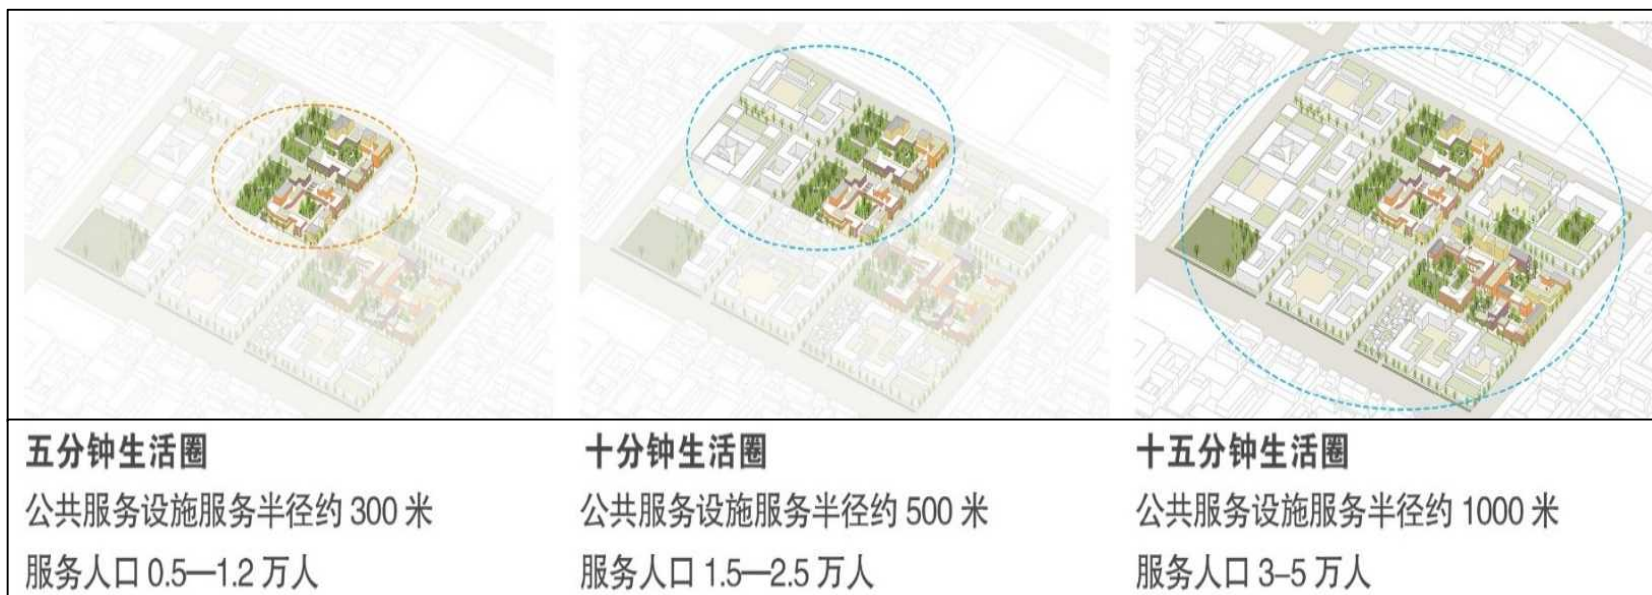 五分钟生活圈
公共服务设施服务半径约 300 米
服务人口 0.5—1.2 万人
十分钟生活圈
公共服务设施服务半径约 500 米
服务人口 1.5—2.5 万人
十五分钟生活圈
公共服务设施服务半径约 1000 米
服务人口 3–5 万人